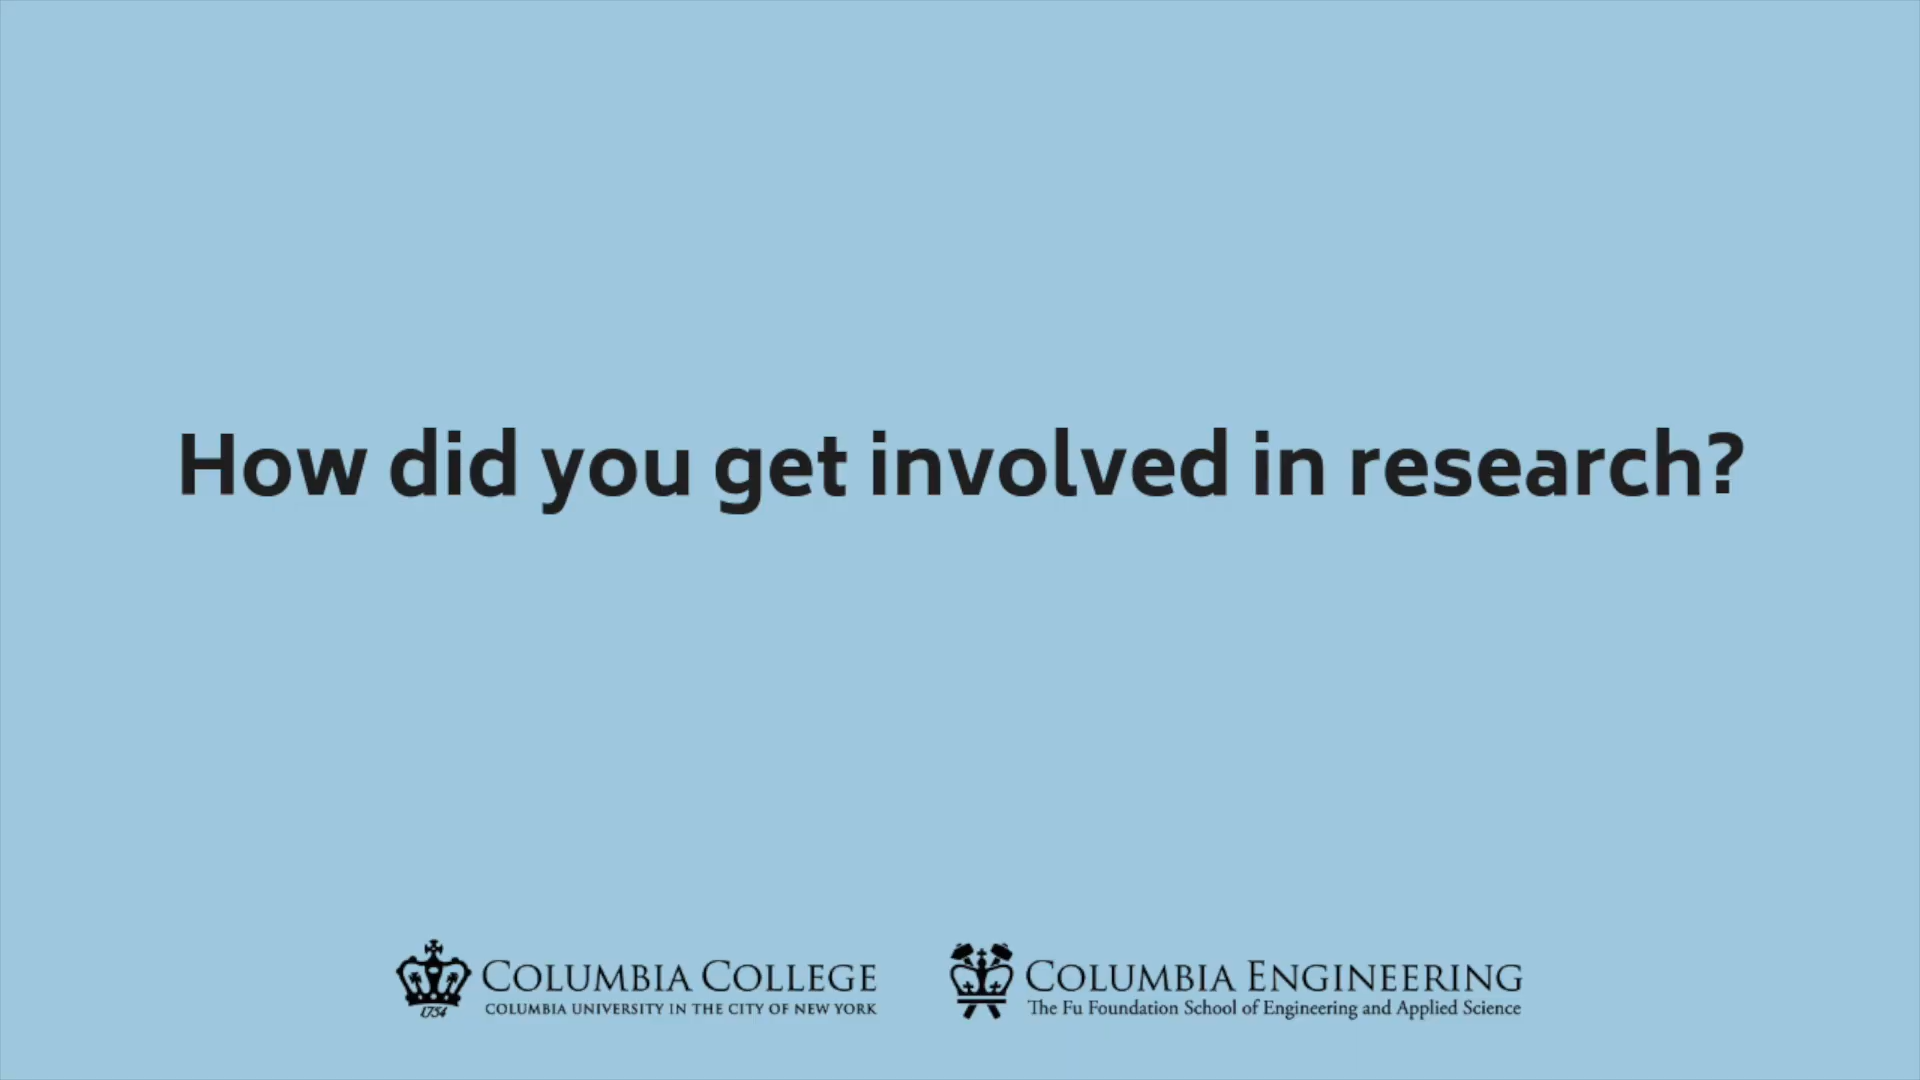 How did you get involved in research?
COLUMBIA COLLEGE
COLUMBIA UNIVERSITY IN THE CITY OF NEW YORK
1754
COLUMBIA ENGINEERING
The Fu Foundation School of Engineering and Applied Science